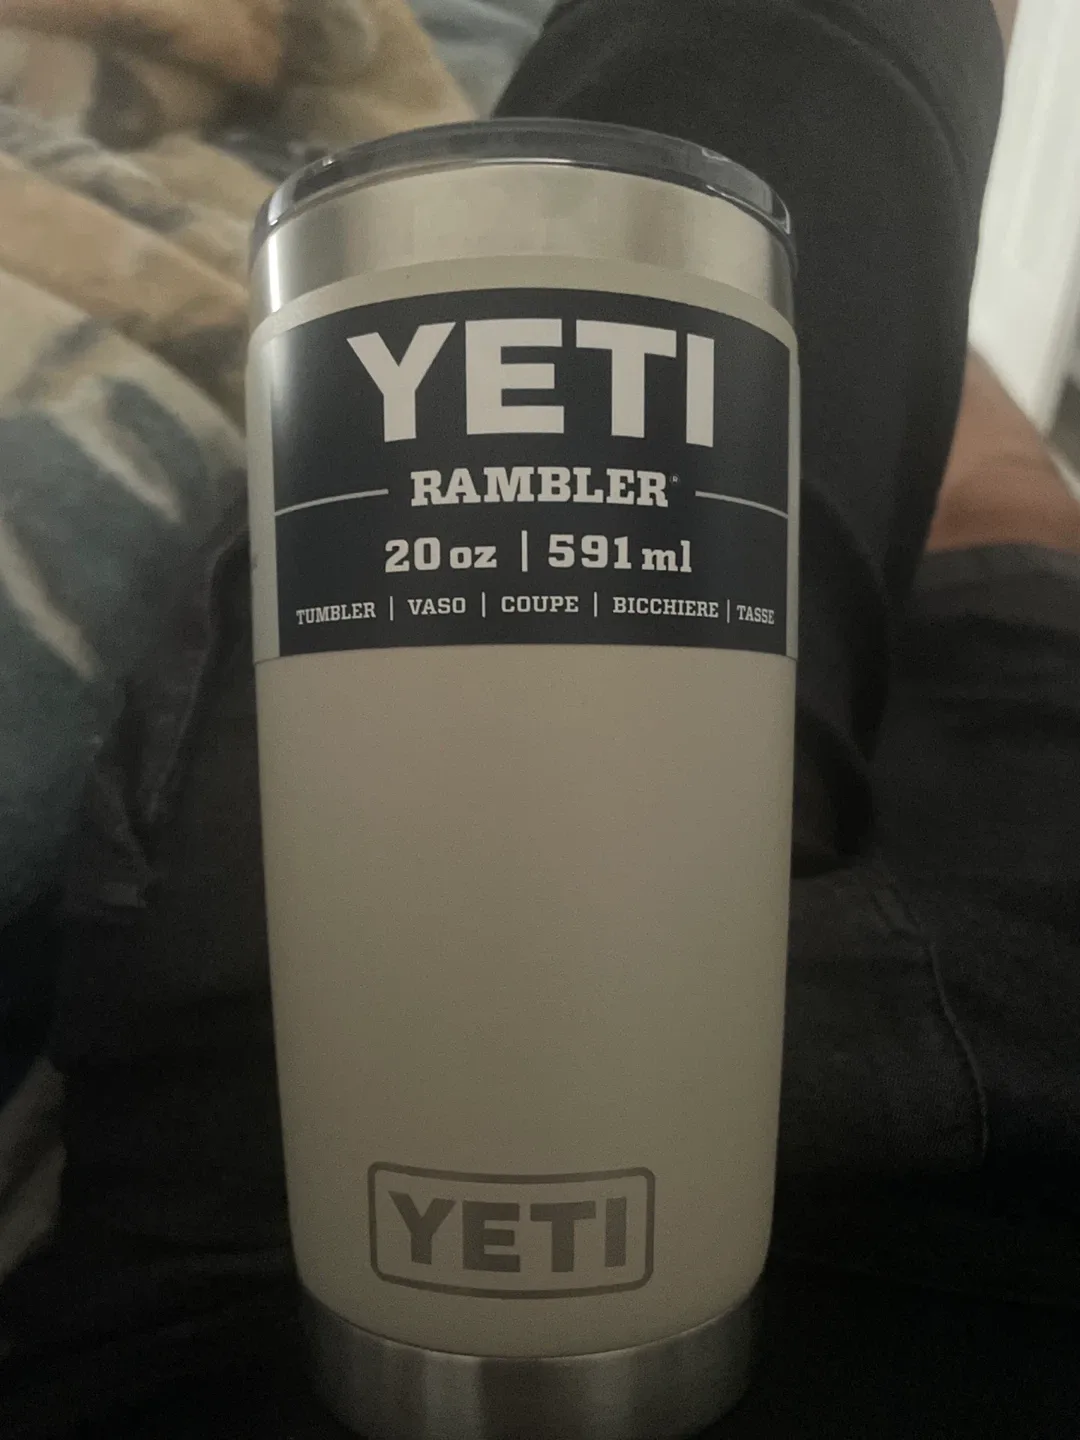 YETI
RAMBLER®
20 oz | 591 ml
TUMBLER | VASO | COUPE | BICCHIERE | TASSE
YETI